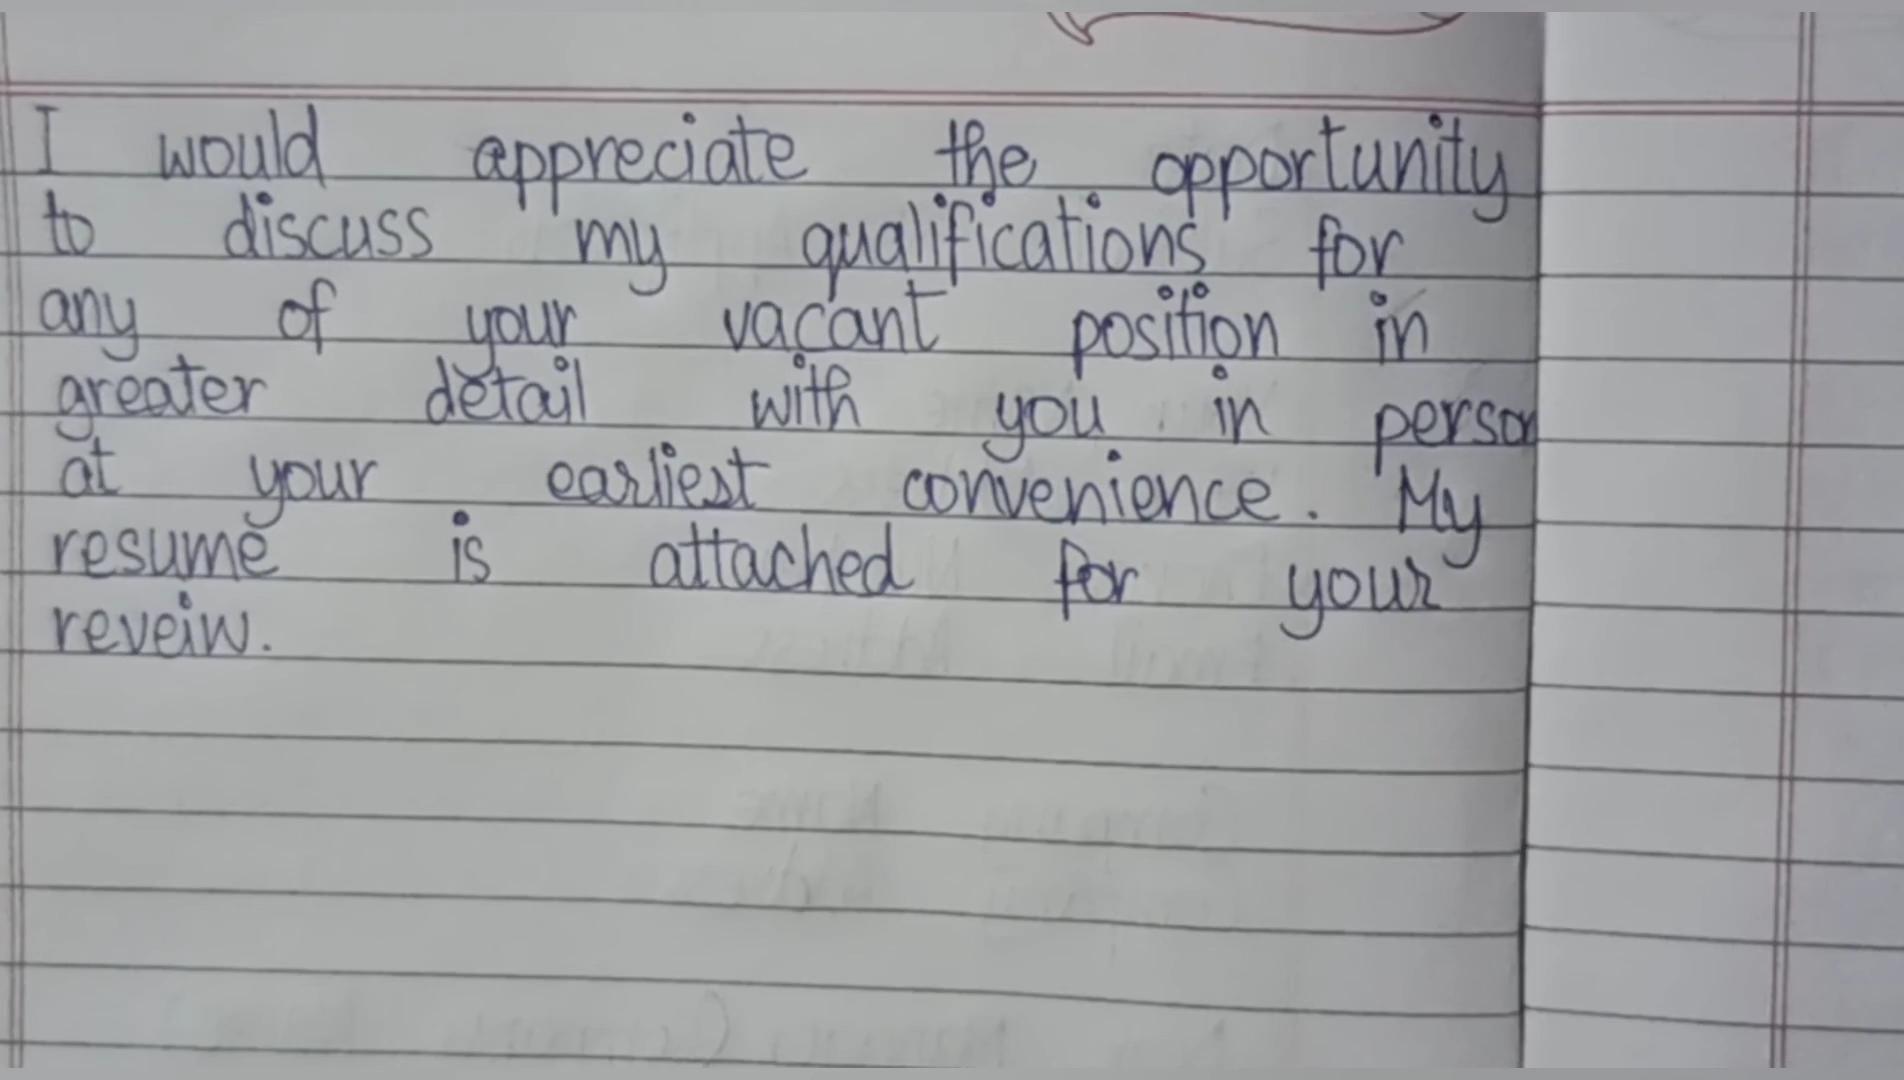 I would appreciate the opportunity
to discuss my qualifications for
any of your vacant position in
greater detail with you in person
at your earliest convenience. My
resume is attached for your
reveiw.